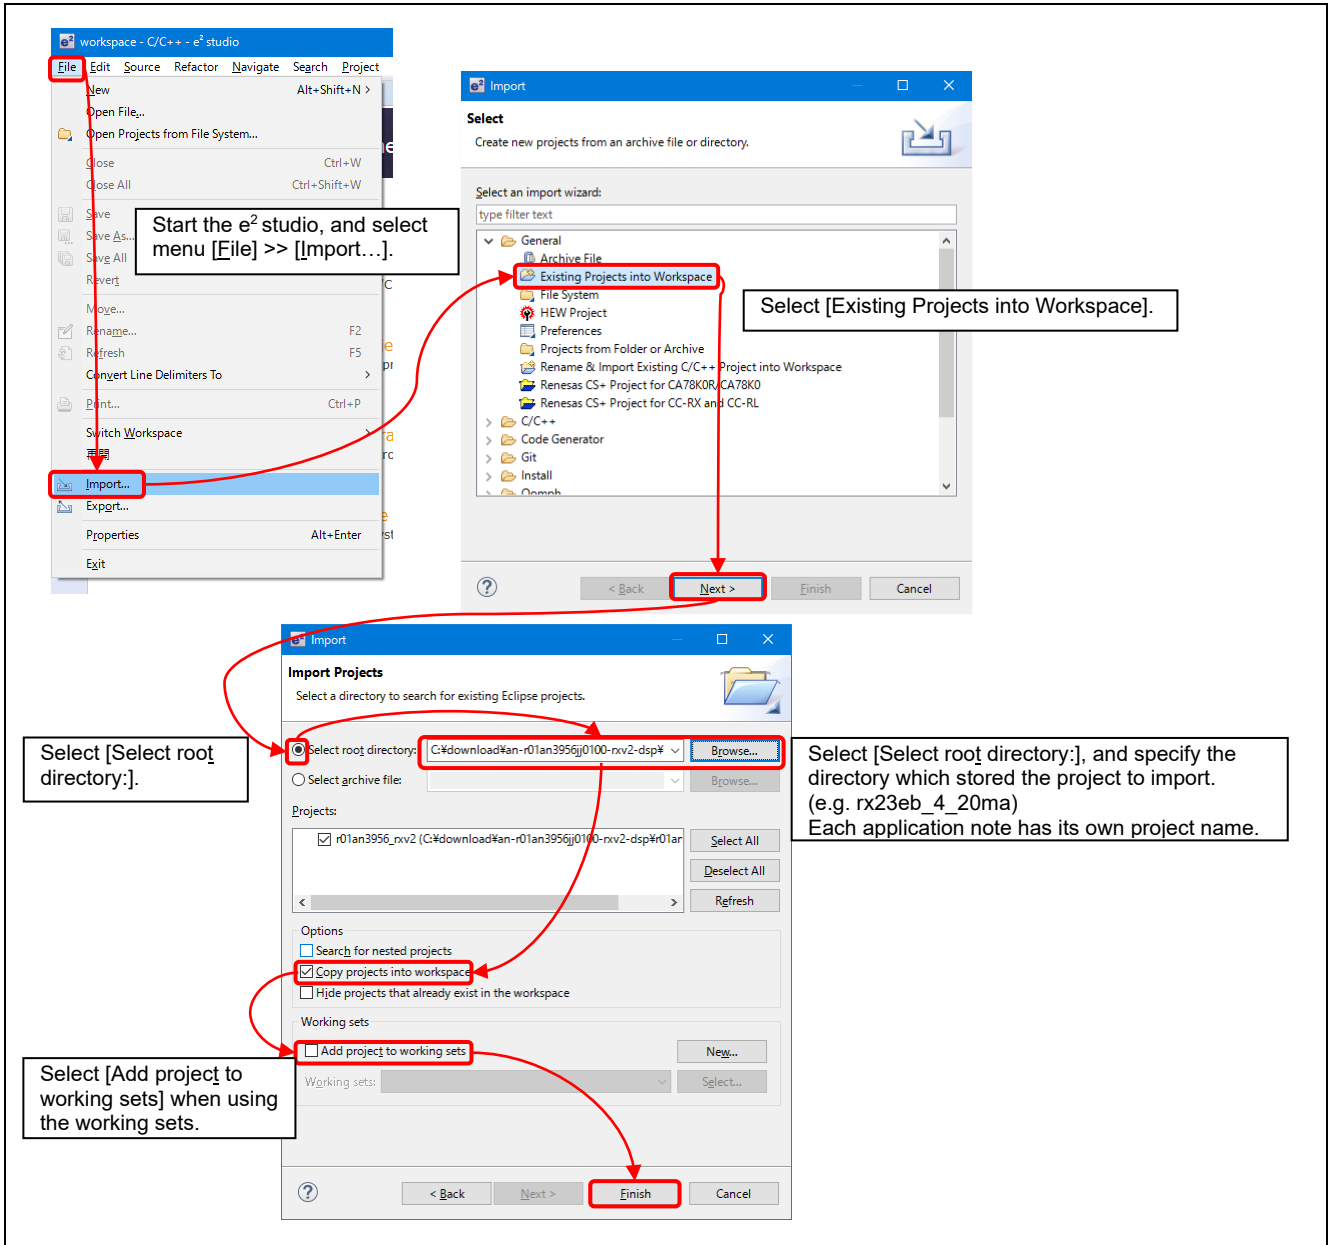 workspace - C/C++ - e² studio
File Edit Source Refactor Navigate Search Project
New Alt+Shift+N >
Open File...
Open Projects from File System...
Close Ctrl+W
Close All Ctrl+Shift+W
Save
Save As...
Save All
Revert
Move...
Rename... F2
Refresh F5
Convert Line Delimiters To >
Print... Ctrl+P
Switch Workspace >
再開
Import...
Export...
Properties Alt+Enter
Exit
Start the e² studio, and select
menu [File] >> [Import…].
Import
Select
Create new projects from an archive file or directory.
Select an import wizard:
type filter text
General
Archive File
Existing Projects into Workspace
File System
HEW Project
Preferences
Projects from Folder or Archive
Rename & Import Existing C/C++ Project into Workspace
Renesas CS+ Project for CA78K0R/CA78K0
Renesas CS+ Project for CC-RX and CC-RL
C/C++
Code Generator
Git
Install
Oomph
< Back Next > Finish Cancel
Select [Existing Projects into Workspace].
Import
Import Projects
Select a directory to search for existing Eclipse projects.
Select root directory: C:¥download¥an-r01an3956jj0100-rxv2-dsp¥ Browse...
Select archive file: Browse...
Projects:
r01an3956_rxv2 (C:¥download¥an-r01an3956jj0100-rxv2-dsp¥r01an
Select All
Deselect All
Refresh
Options
Search for nested projects
Copy projects into workspace
Hide projects that already exist in the workspace
Working sets
Add project to working sets New...
Working sets: Select...
< Back Next > Finish Cancel
Select [Select root
directory:].
Select [Select root directory:], and specify the
directory which stored the project to import.
(e.g. rx23eb_4_20ma)
Each application note has its own project name.
Select [Add project to
working sets] when using
the working sets.